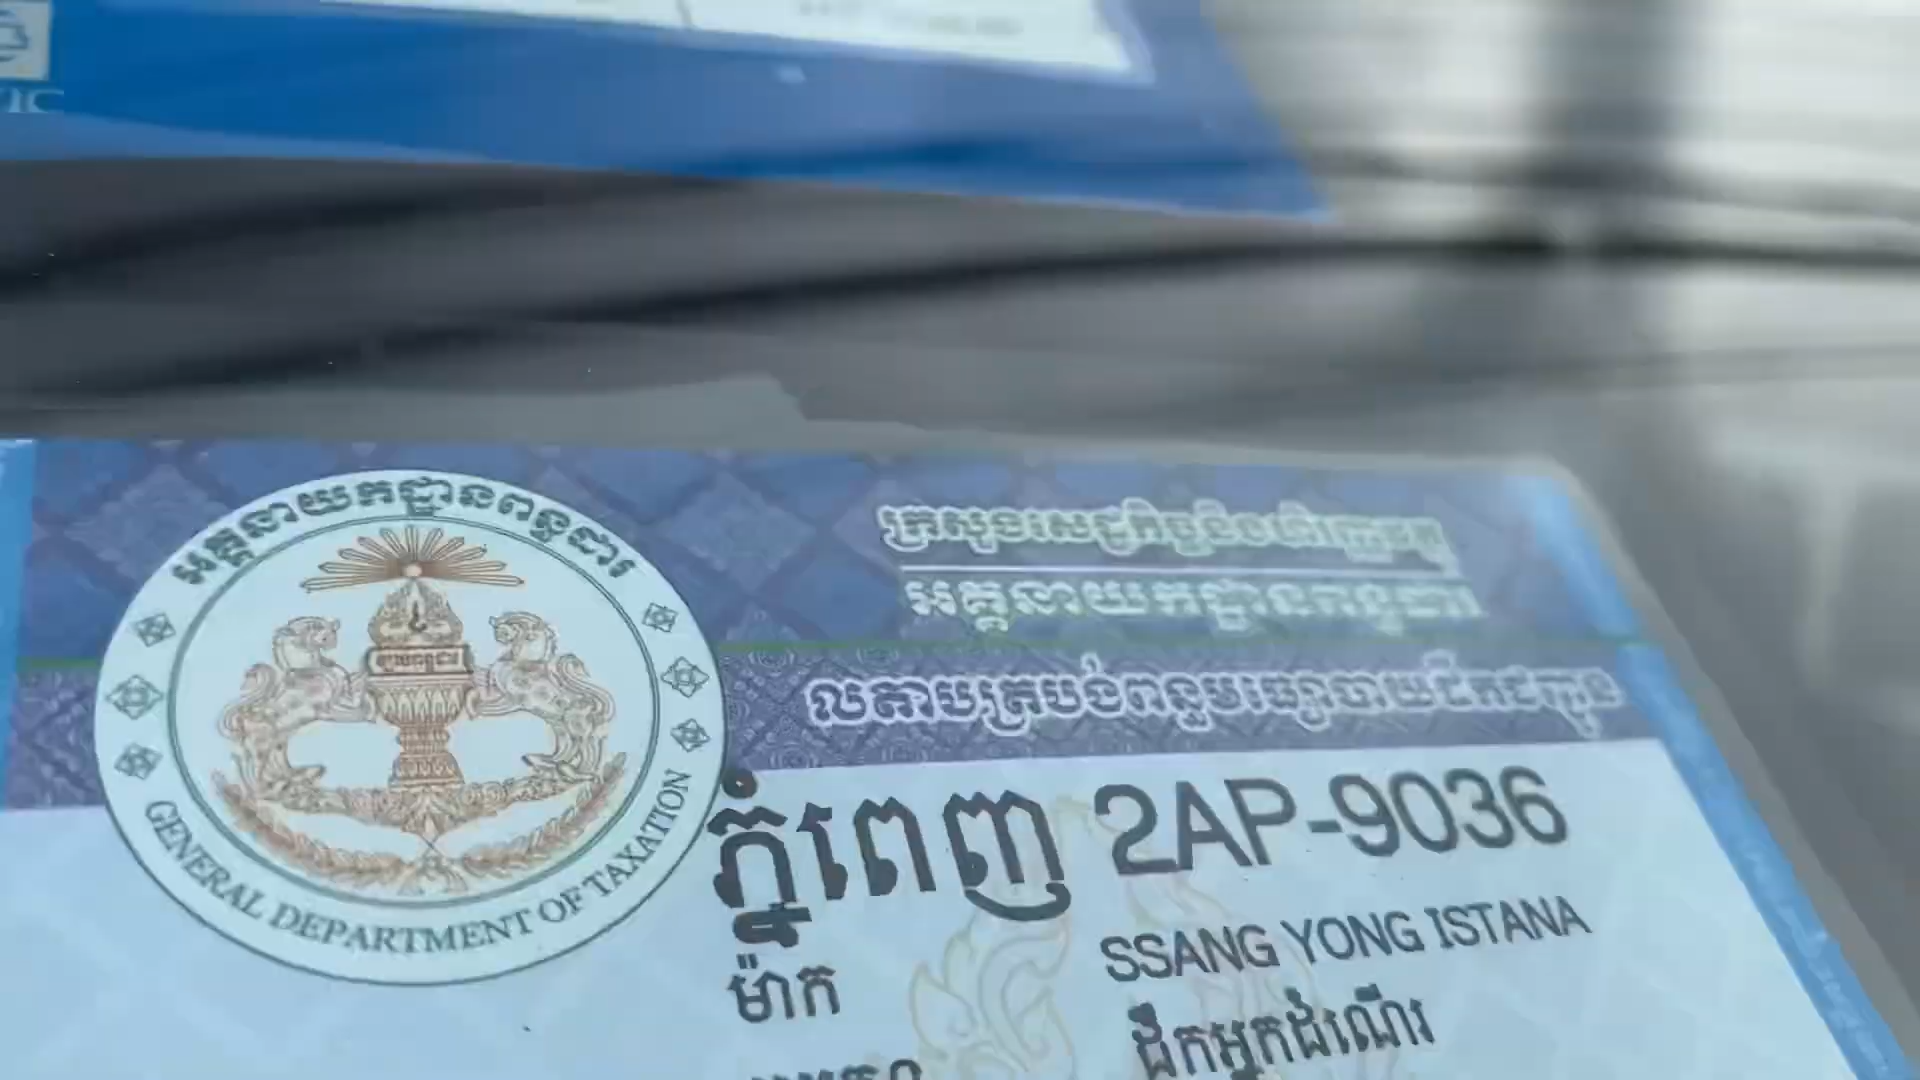 VIC
អគ្គនាយកដ្ឋានពន្ធដារ
GENERAL DEPARTMENT OF TAXATION
ក្រសួងសេដ្ឋកិច្ចនិងហិរញ្ញវត្ថុ
អគ្គនាយកដ្ឋានពន្ធដារ
លតាបត្របង់ពន្ធមធ្យោបាយដឹកជញ្ជូន
ភ្នំពេញ 2AP-9036
ម៉ាក SSANG YONG ISTANA
ដឹកអ្នកដំណើរ